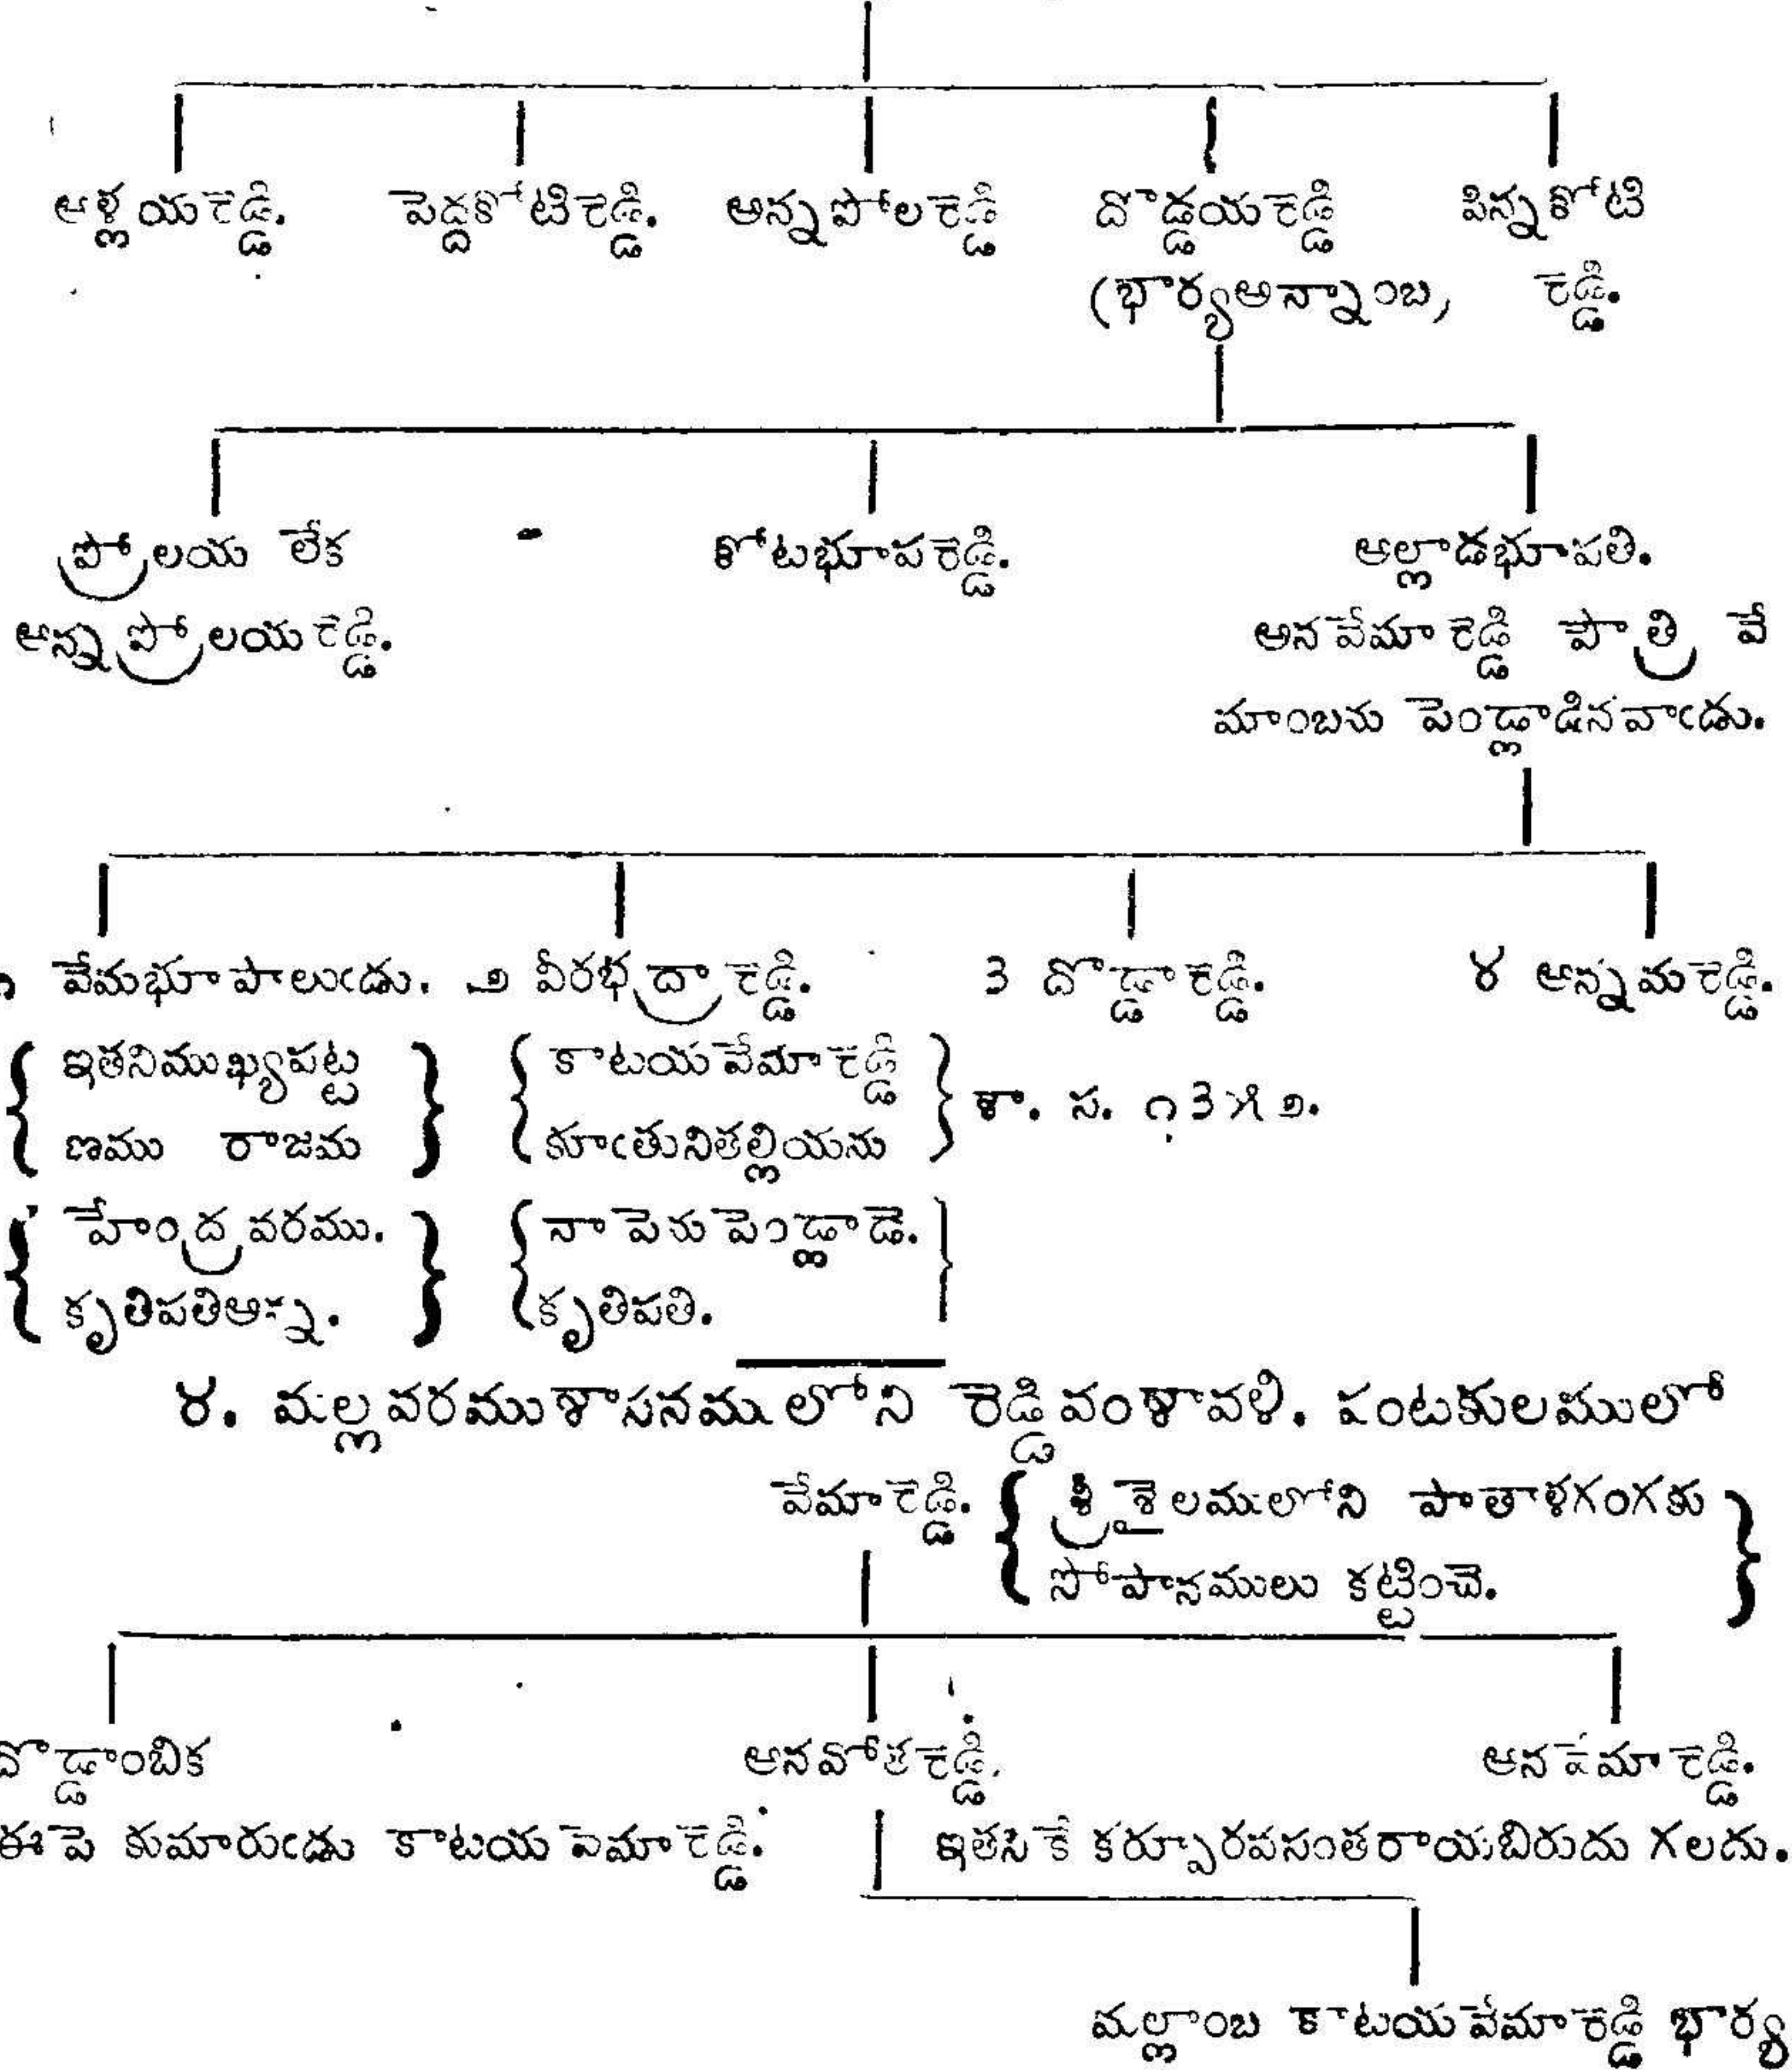 ఆళ్లయరెడ్డి. పెద్దకోటిరెడ్డి. అన్నపోలరెడ్డి దొడ్డయరెడ్డి పిన్నకోటి
(భార్యఅన్నాంబ, రెడ్డి.
ప్రోలయ లేక కోటభూపరెడ్డి. అల్లాడభూపతి.
అన్నప్రోలయరెడ్డి. అనవేమారెడ్డి పౌత్రి వే
మాంబను పెండ్లాడినవాఁడు.
౧ వేమభూపాలుఁడు. ౨ వీరభద్రారెడ్డి. 3 దొడ్డారెడ్డి. ౪ అన్నమరెడ్డి.
{ ఇతనిముఖ్యపట్ట } { కాటయవేమారెడ్డి } శా. స. ౧౩౫౨.
{ ణము రాజమ } { కూఁతునితల్లియను }
{ హేంద్రవరము. } { నాపెను పెండ్లాడె. }
{ కృతిపతిఅన్న. } { కృతిపతి. }
౪. మల్లవరముశాసనములోని రెడ్డివంశావళి. పంటకులములో
వేమారెడ్డి. { శ్రీశైలములోని పాతాళగంగకు }
{ సోపానములు కట్టించె. }
దొడ్డాంబిక అనవోతరెడ్డి. అనవేమారెడ్డి.
ఈపె కుమారుఁడు కాటయవేమారెడ్డి. ఇతనికే కర్పూరవసంతరాయబిరుదు గలదు.
మల్లాంబ కాటయవేమారెడ్డి భార్య